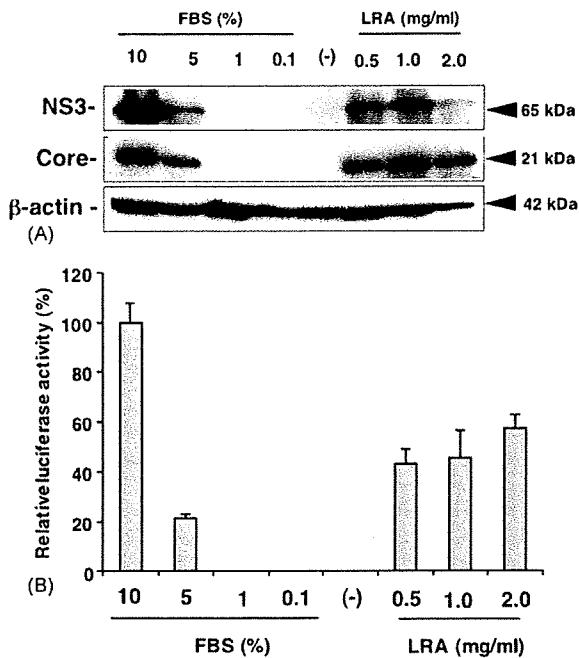 FBS (%)
LRA (mg/ml)
10 5 1 0.1 (-) 0.5 1.0 2.0
NS3-
65 kDa
Core-
21 kDa
β-actin -
42 kDa
(A)
Relative luciferase activity (%)
120
100
80
60
40
20
0
(B)
10 5 1 0.1 (-) 0.5 1.0 2.0
FBS (%)
LRA (mg/ml)